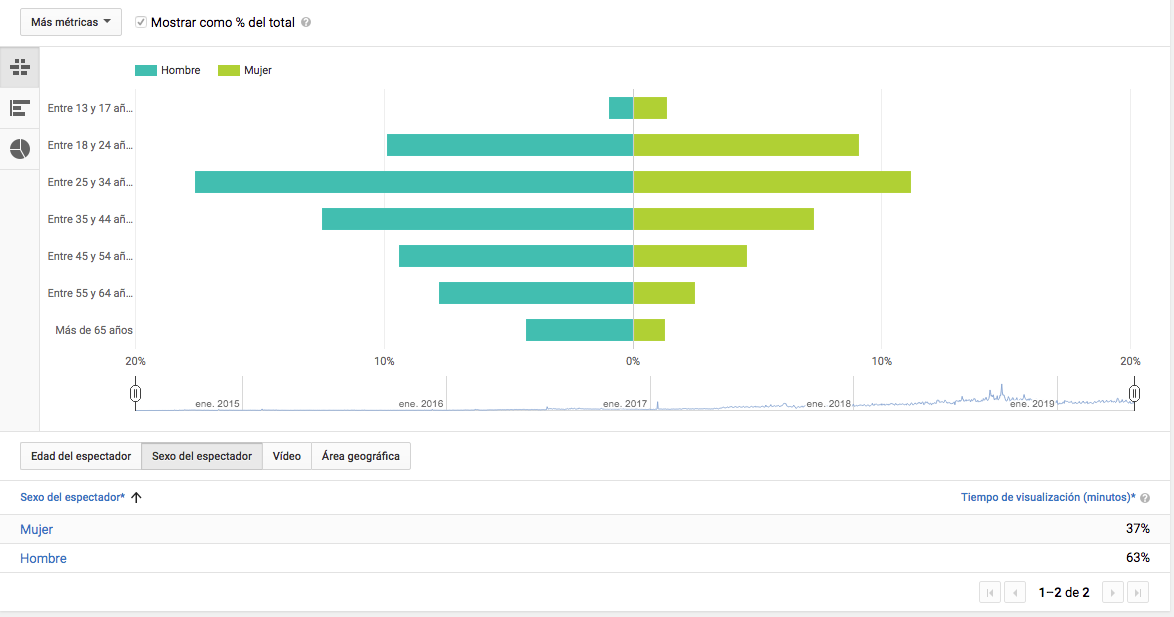 Más métricas Mostrar como % del total ?
Hombre Mujer
Entre 13 y 17 añ...
Entre 18 y 24 añ...
Entre 25 y 34 añ...
Entre 35 y 44 añ...
Entre 45 y 54 añ...
Entre 55 y 64 añ...
Más de 65 años
20% 10% 0% 10% 20%
ene. 2015 ene. 2016 ene. 2017 ene. 2018 ene. 2019
Edad del espectador Sexo del espectador Vídeo Área geográfica
Sexo del espectador* Tiempo de visualización (minutos)* ?
Mujer 37%
Hombre 63%
1–2 de 2